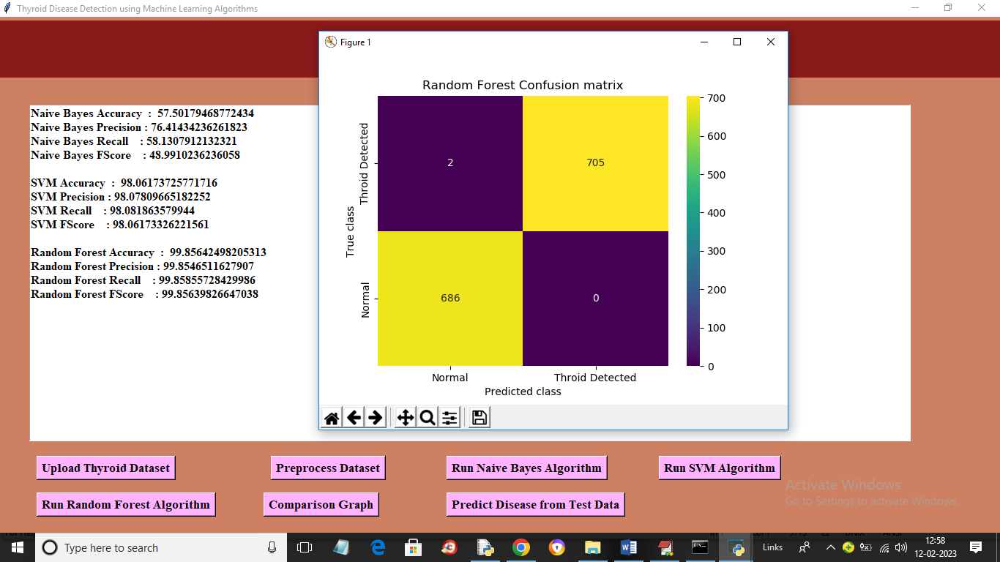 Thyroid Disease Detection using Machine Learning Algorithms
Figure 1
Naive Bayes Accuracy : 57.50179468772434
Naive Bayes Precision : 76.41434236261823
Naive Bayes Recall : 58.1307912132321
Naive Bayes FScore : 48.9910236236058
SVM Accuracy : 98.06173725771716
SVM Precision : 98.07809665182252
SVM Recall : 98.081863579944
SVM FScore : 98.06173326221561
Random Forest Accuracy : 99.85642498205313
Random Forest Precision : 99.8546511627907
Random Forest Recall : 99.85855728429986
Random Forest FScore : 99.85639826647038
Random Forest Confusion matrix
True class
Throid Detected
Normal
2
705
686
0
Normal
Throid Detected
Predicted class
700
600
500
400
300
200
100
0
Upload Thyroid Dataset
Preprocess Dataset
Run Naive Bayes Algorithm
Run SVM Algorithm
Run Random Forest Algorithm
Comparison Graph
Predict Disease from Test Data
Activate Windows
Go to Settings to activate Windows.
Type here to search
Links
12:58
12-02-2023